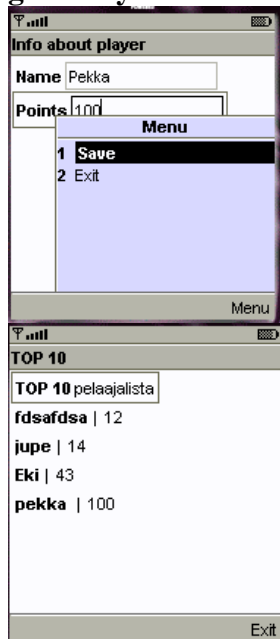 Info about player
Name Pekka
Points 100
Menu
1 Save
2 Exit
Menu
TOP 10
TOP 10 pelaajalista
fdsafdsa | 12
jupe | 14
Eki | 43
pekka | 100
Exit